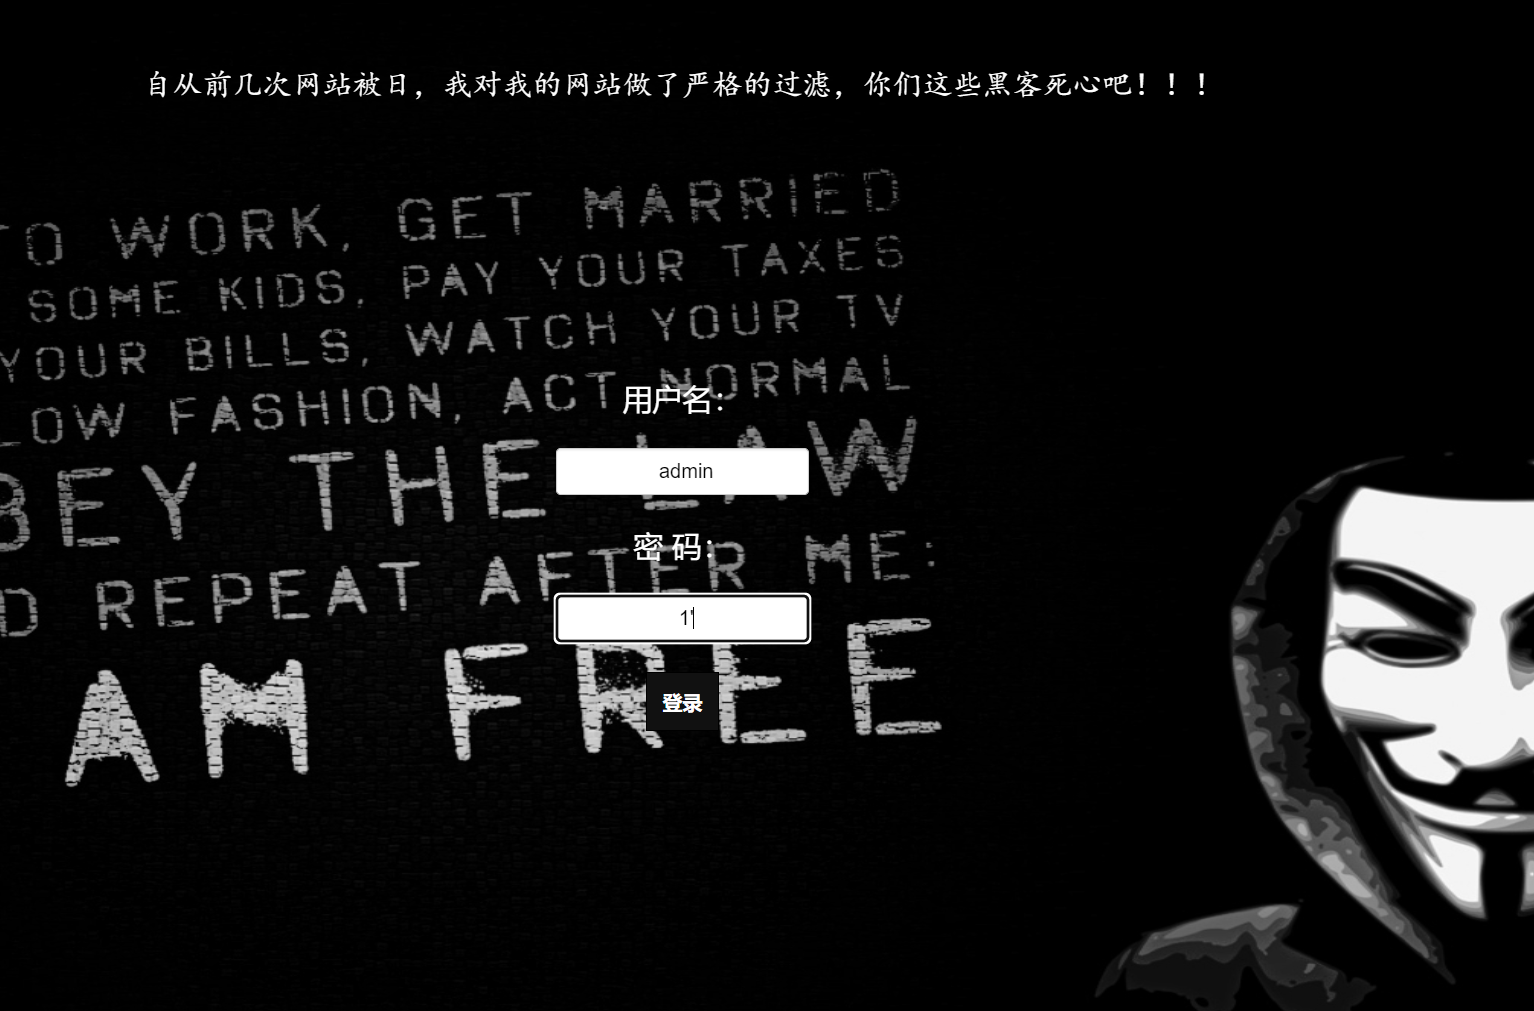 自从前几次网站被日，我对我的网站做了严格的过滤，你们这些黑客死心吧！！！
TO WORK, GET MARRIED
SOME KIDS, PAY YOUR TAXES
YOUR BILLS, WATCH YOUR TV
LOW FASHION, ACT NORMAL
BEY THE LAW
D REPEAT AFTER ME:
AM FREE
用户名：
admin
密 码：
1'
登录